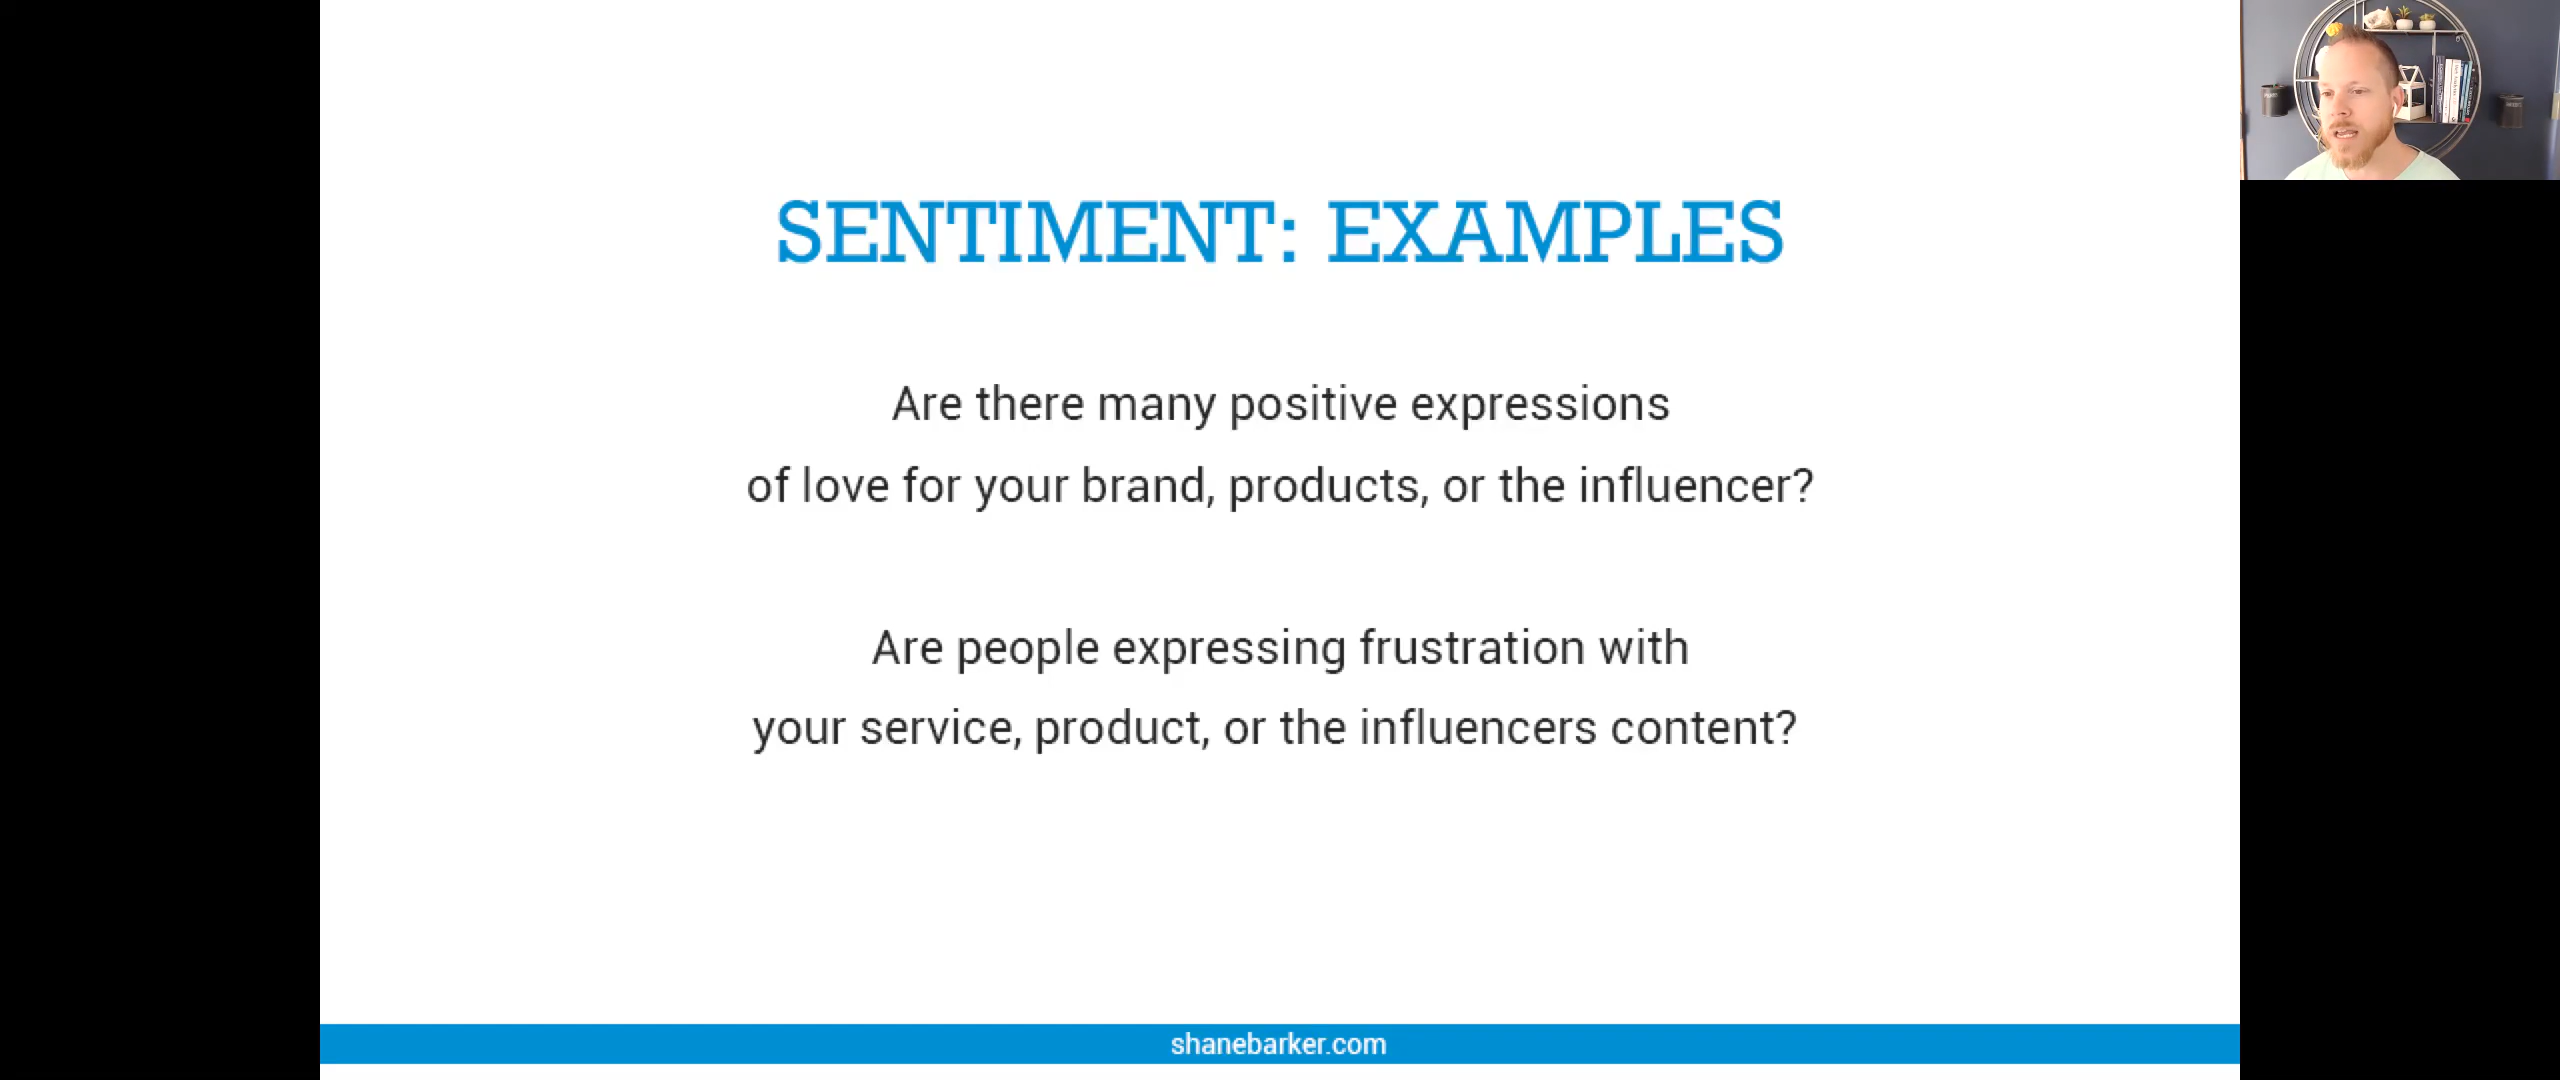 SENTIMENT: EXAMPLES
Are there many positive expressions
of love for your brand, products, or the influencer?
Are people expressing frustration with
your service, product, or the influencers content?
shanebarker.com